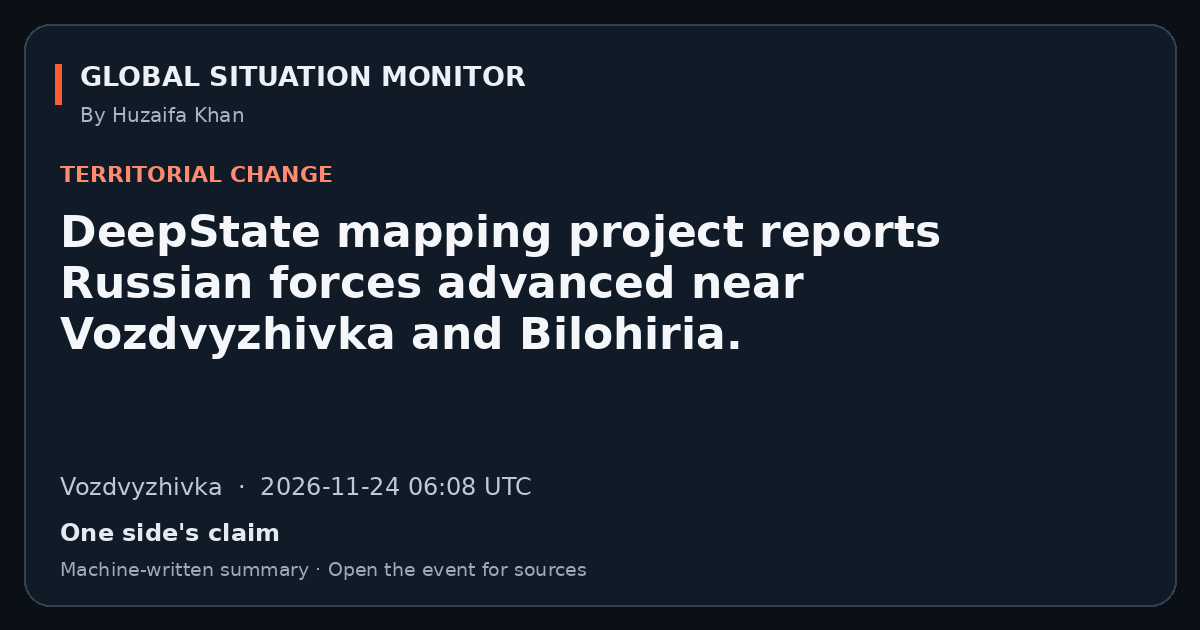 GLOBAL SITUATION MONITOR
By Huzaifa Khan
TERRITORIAL CHANGE
DeepState mapping project reports
Russian forces advanced near
Vozdvyzhivka and Bilohiria.
Vozdvyzhivka · 2026-11-24 06:08 UTC
One side's claim
Machine-written summary · Open the event for sources